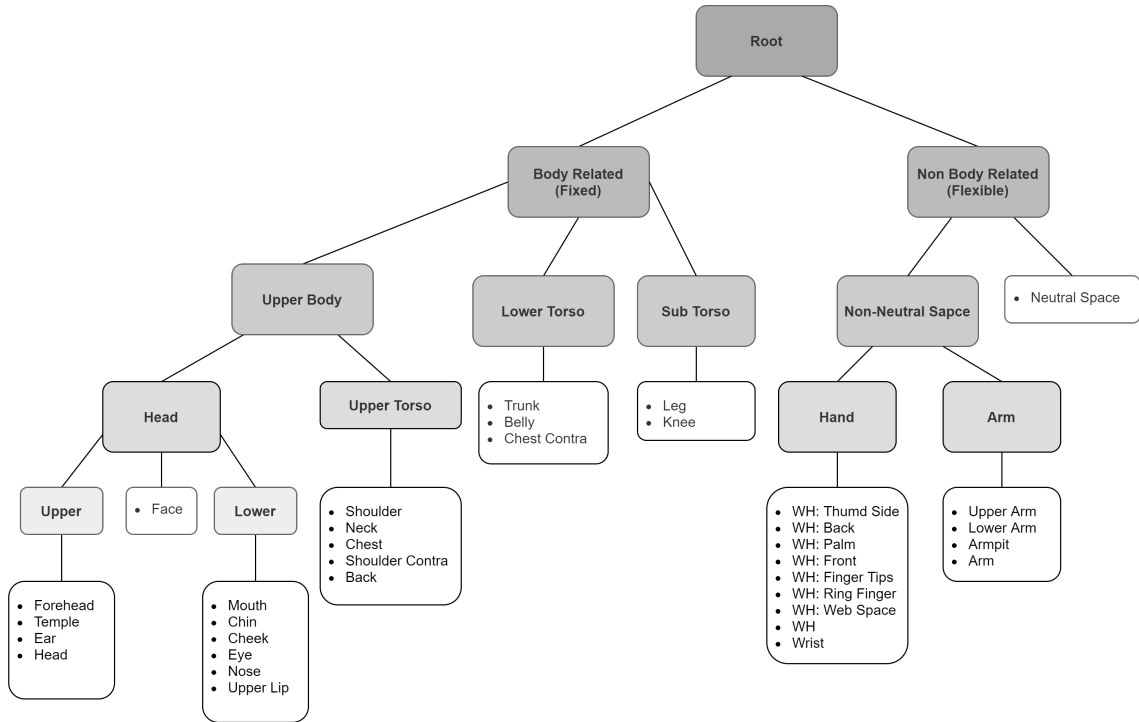 Root
Body Related
(Fixed)
Non Body Related
(Flexible)
Upper Body
Lower Torso
Sub Torso
Non-Neutral Sapce
• Neutral Space
Head
Upper Torso
• Trunk
• Belly
• Chest Contra
• Leg
• Knee
Hand
Arm
Upper
• Face
Lower
• Shoulder
• Neck
• Chest
• Shoulder Contra
• Back
• WH: Thumd Side
• WH: Back
• WH: Palm
• WH: Front
• WH: Finger Tips
• WH: Ring Finger
• WH: Web Space
• WH
• Wrist
• Upper Arm
• Lower Arm
• Armpit
• Arm
• Forehead
• Temple
• Ear
• Head
• Mouth
• Chin
• Cheek
• Eye
• Nose
• Upper Lip